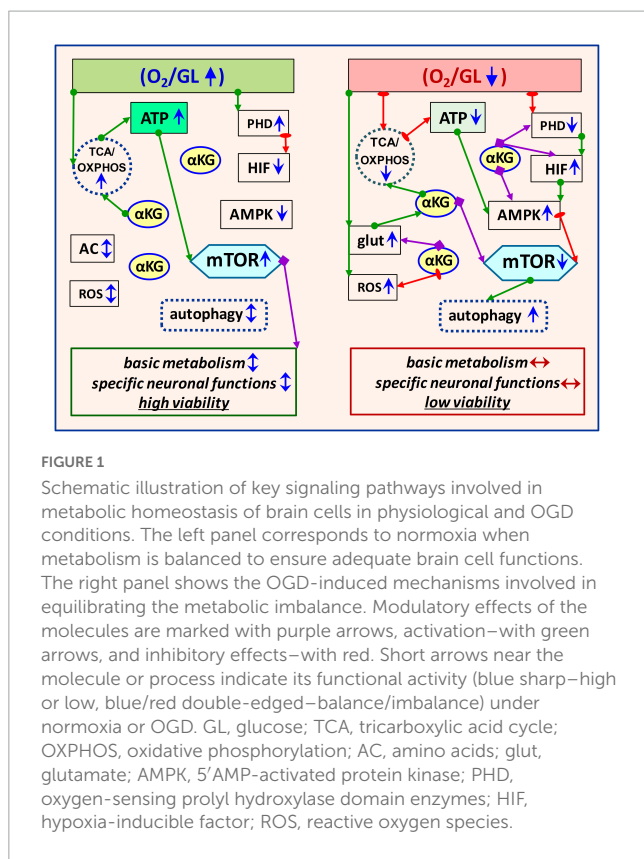 (O₂/GL ↑)
ATP ↑
PHD ↑
TCA/
OXPHOS
↑
αKG
HIF ↓
αKG
AMPK ↓
AC ↕
αKG
mTOR ↑
ROS ↕
autophagy ↕
basic metabolism ↕
specific neuronal functions ↕
high viability
(O₂/GL ↓)
ATP ↓
PHD ↓
TCA/
OXPHOS
↓
αKG
HIF ↑
αKG
AMPK ↑
glut ↑
αKG
mTOR ↓
ROS ↑
autophagy ↑
basic metabolism ↔
specific neuronal functions ↔
low viability
FIGURE 1
Schematic illustration of key signaling pathways involved in
metabolic homeostasis of brain cells in physiological and OGD
conditions. The left panel corresponds to normoxia when
metabolism is balanced to ensure adequate brain cell functions.
The right panel shows the OGD-induced mechanisms involved in
equilibrating the metabolic imbalance. Modulatory effects of the
molecules are marked with purple arrows, activation–with green
arrows, and inhibitory effects–with red. Short arrows near the
molecule or process indicate its functional activity (blue sharp–high
or low, blue/red double-edged–balance/imbalance) under
normoxia or OGD. GL, glucose; TCA, tricarboxylic acid cycle;
OXPHOS, oxidative phosphorylation; AC, amino acids; glut,
glutamate; AMPK, 5′AMP-activated protein kinase; PHD,
oxygen-sensing prolyl hydroxylase domain enzymes; HIF,
hypoxia-inducible factor; ROS, reactive oxygen species.